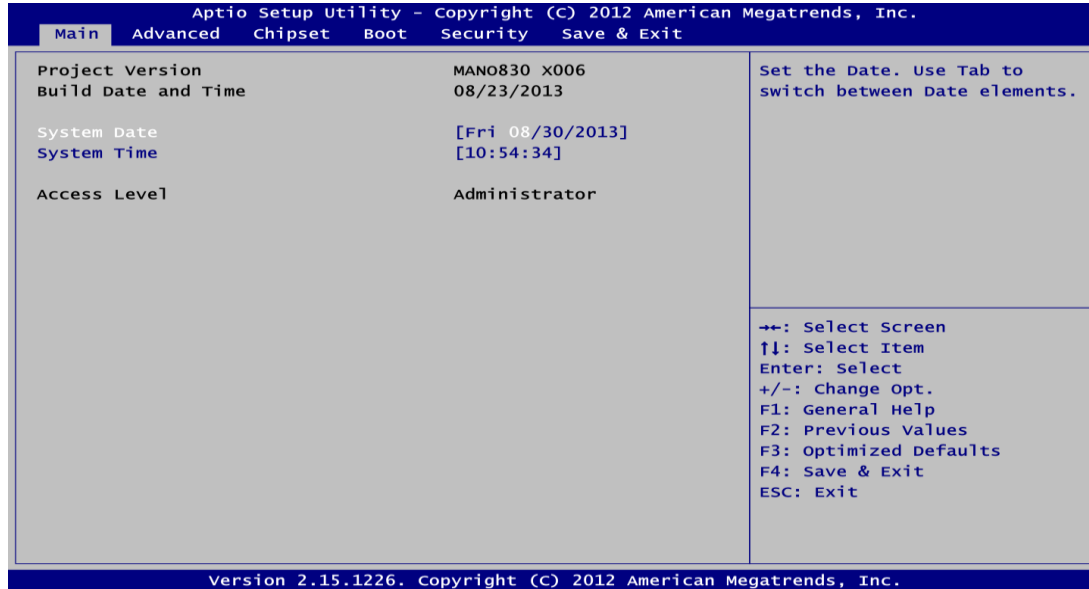 Aptio Setup Utility – Copyright (C) 2012 American Megatrends, Inc.
Main Advanced Chipset Boot Security Save & Exit
Project Version MANO830 X006
Build Date and Time 08/23/2013
System Date [Fri 08/30/2013]
System Time [10:54:34]
Access Level Administrator
Set the Date. Use Tab to
switch between Date elements.
→←: Select Screen
↑↓: Select Item
Enter: Select
+/-: Change Opt.
F1: General Help
F2: Previous Values
F3: Optimized Defaults
F4: Save & Exit
ESC: Exit
Version 2.15.1226. Copyright (C) 2012 American Megatrends, Inc.